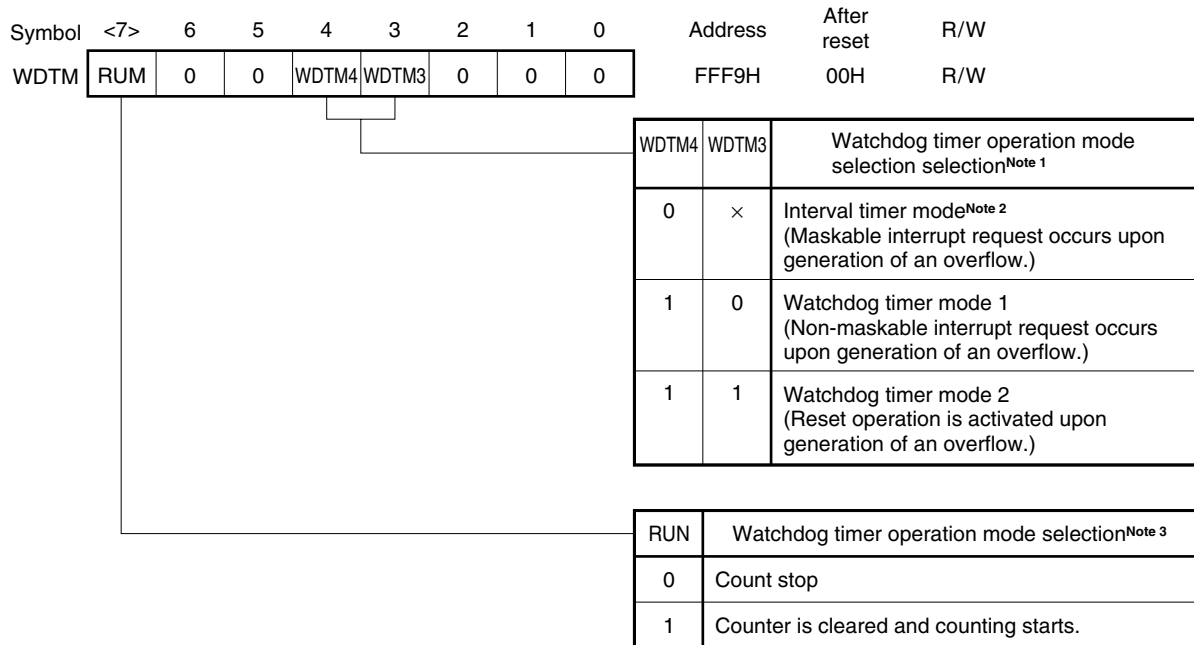 Symbol <7> 6 5 4 3 2 1 0 Address After reset R/W
WDTM RUM 0 0 WDTM4 WDTM3 0 0 0 FFF9H 00H R/W
WDTM4 WDTM3 Watchdog timer operation mode
selection selectionNote 1
0 × Interval timer modeNote 2
(Maskable interrupt request occurs upon
generation of an overflow.)
1 0 Watchdog timer mode 1
(Non-maskable interrupt request occurs
upon generation of an overflow.)
1 1 Watchdog timer mode 2
(Reset operation is activated upon
generation of an overflow.)
RUN Watchdog timer operation mode selectionNote 3
0 Count stop
1 Counter is cleared and counting starts.